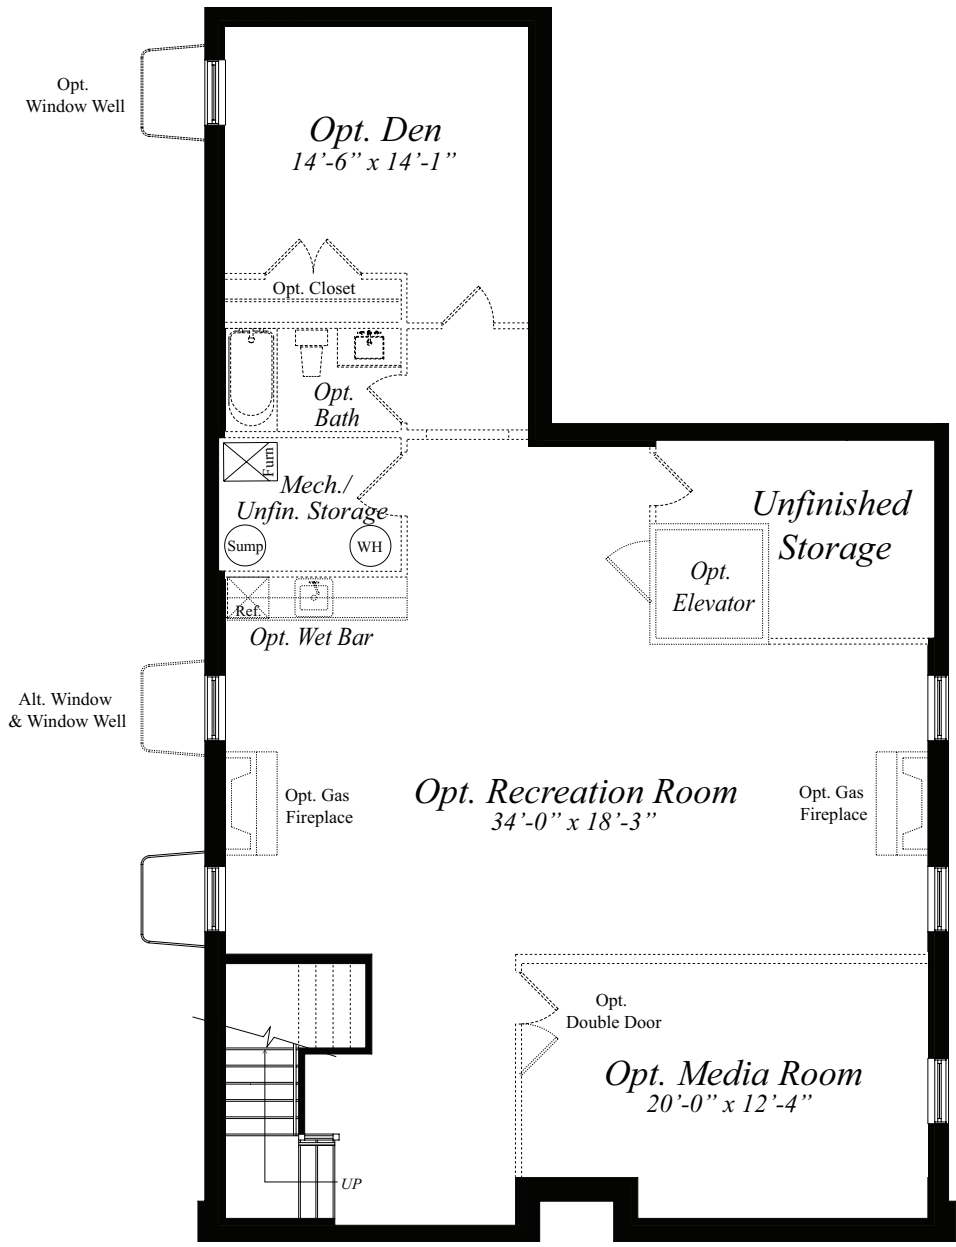 Opt.
Window Well
Opt. Den
14’-6” x 14’-1”
Opt. Closet
Opt.
Bath
Furn
Mech./
Unfin. Storage
Sump
WH
Unfinished
Storage
Opt.
Elevator
Ref.
Opt. Wet Bar
Alt. Window
& Window Well
Opt. Gas
Fireplace
Opt. Recreation Room
34’-0” x 18’-3”
Opt. Gas
Fireplace
Opt.
Double Door
Opt. Media Room
20’-0” x 12’-4”
UP